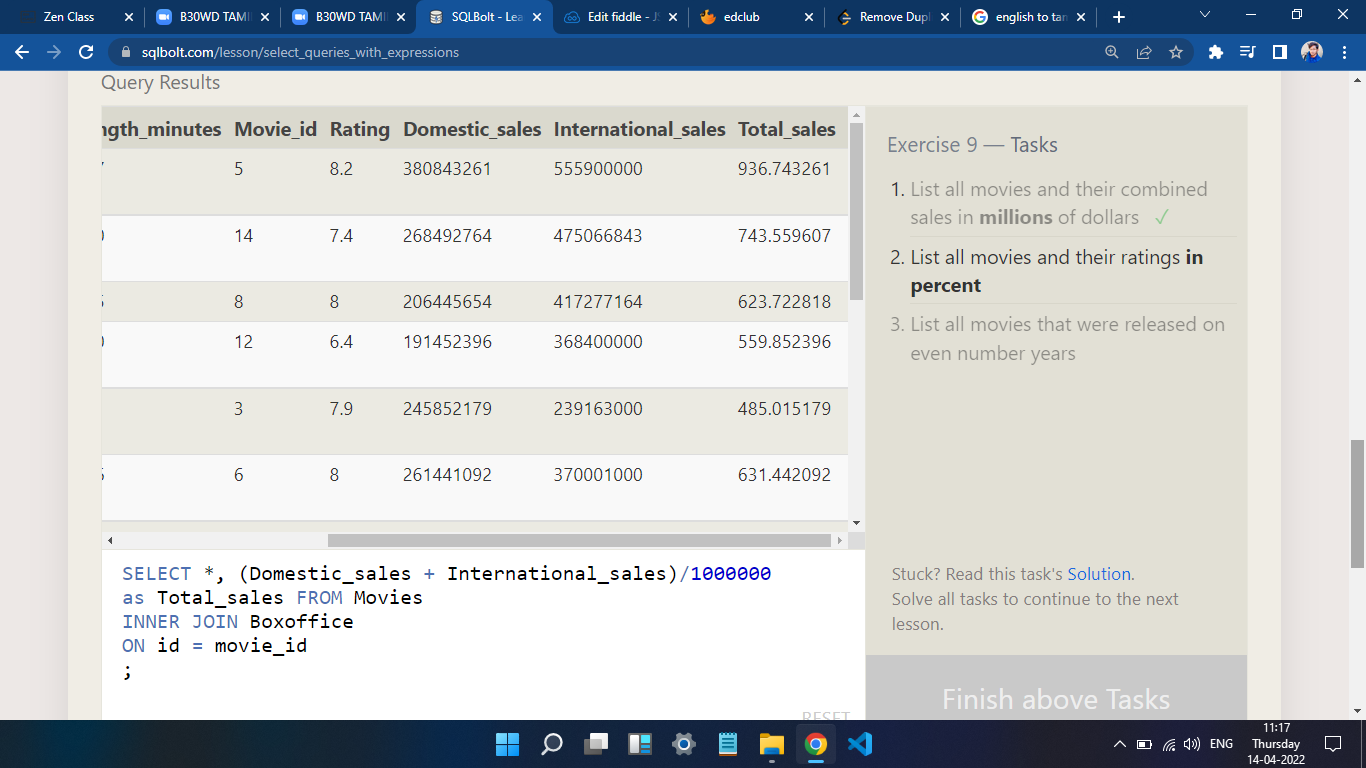 Zen Class
B30WD TAMI
B30WD TAMI
SQLBolt - Lea
Edit fiddle - JS
edclub
Remove Dupl
english to tan
sqlbolt.com/lesson/select_queries_with_expressions
Query Results
ngth_minutes Movie_id Rating Domestic_sales International_sales Total_sales
5 8.2 380843261 555900000 936.743261
14 7.4 268492764 475066843 743.559607
8 8 206445654 417277164 623.722818
12 6.4 191452396 368400000 559.852396
3 7.9 245852179 239163000 485.015179
6 8 261441092 370001000 631.442092
SELECT *, (Domestic_sales + International_sales)/1000000
as Total_sales FROM Movies
INNER JOIN Boxoffice
ON id = movie_id
;
RESET
Exercise 9 — Tasks
1. List all movies and their combined
sales in millions of dollars ✓
2. List all movies and their ratings in
percent
3. List all movies that were released on
even number years
Stuck? Read this task's Solution.
Solve all tasks to continue to the next
lesson.
Finish above Tasks
ENG
11:17
Thursday
14-04-2022